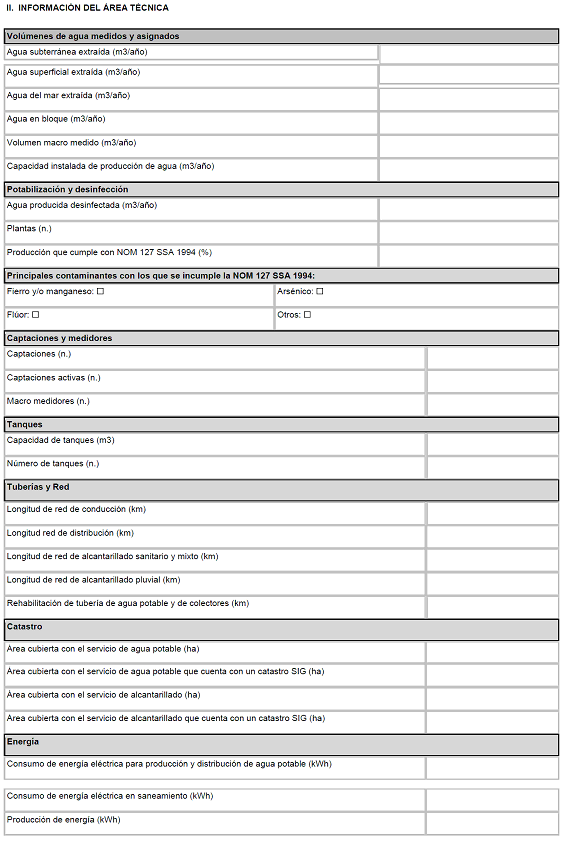 II. INFORMACIÓN DEL ÁREA TÉCNICA
Volúmenes de agua medidos y asignados
Agua subterránea extraída (m3/año)
Agua superficial extraída (m3/año)
Agua del mar extraída (m3/año)
Agua en bloque (m3/año)
Volumen macro medido (m3/año)
Capacidad instalada de producción de agua (m3/año)
Potabilización y desinfección
Agua producida desinfectada (m3/año)
Plantas (n.)
Producción que cumple con NOM 127 SSA 1994 (%)
Principales contaminantes con los que se incumple la NOM 127 SSA 1994:
Fierro y/o manganeso: ☐ Arsénico: ☐
Flúor: ☐ Otros: ☐
Captaciones y medidores
Captaciones (n.)
Captaciones activas (n.)
Macro medidores (n.)
Tanques
Capacidad de tanques (m3)
Número de tanques (n.)
Tuberías y Red
Longitud de red de conducción (km)
Longitud red de distribución (km)
Longitud de red de alcantarillado sanitario y mixto (km)
Longitud de red de alcantarillado pluvial (km)
Rehabilitación de tubería de agua potable y de colectores (km)
Catastro
Área cubierta con el servicio de agua potable (ha)
Área cubierta con el servicio de agua potable que cuenta con un catastro SIG (ha)
Área cubierta con el servicio de alcantarillado (ha)
Área cubierta con el servicio de alcantarillado que cuenta con un catastro SIG (ha)
Energía
Consumo de energía eléctrica para producción y distribución de agua potable (kWh)
Consumo de energía eléctrica en saneamiento (kWh)
Producción de energía (kWh)